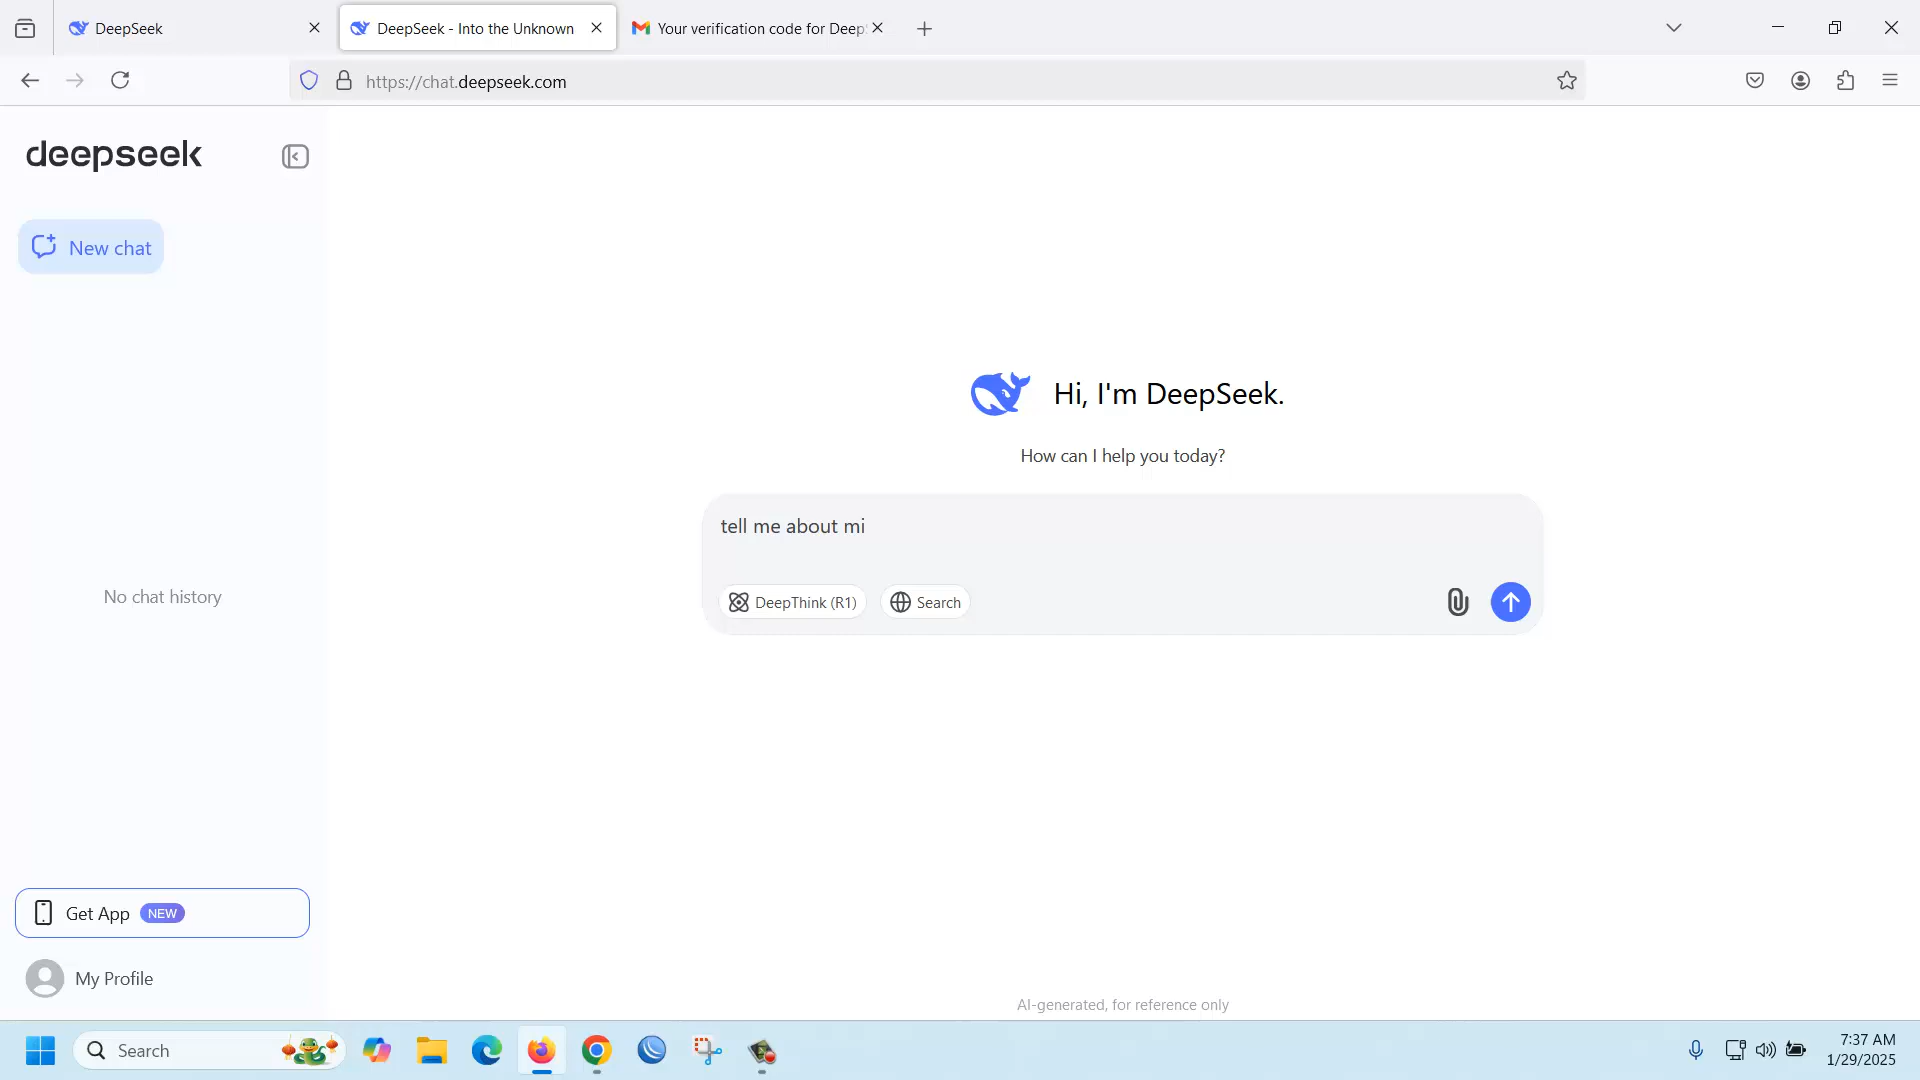 DeepSeek
DeepSeek - Into the Unknown
Your verification code for Deep
https://chat.deepseek.com
deepseek
New chat
Hi, I'm DeepSeek.
How can I help you today?
tell me about mi
DeepThink (R1)
Search
No chat history
Get App NEW
My Profile
AI-generated, for reference only
Search
7:37 AM
1/29/2025